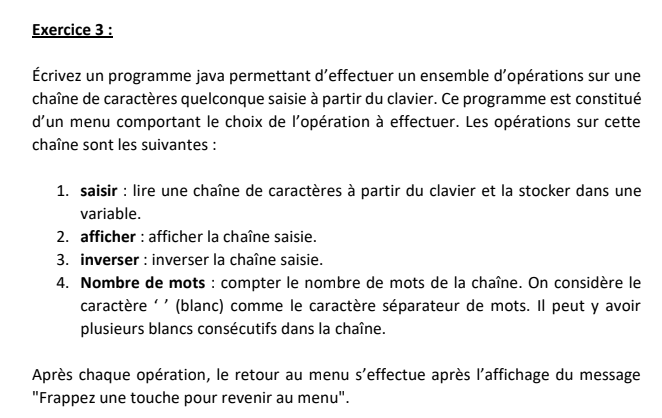 Exercice 3 :
Écrivez un programme java permettant d’effectuer un ensemble d’opérations sur une
chaîne de caractères quelconque saisie à partir du clavier. Ce programme est constitué
d’un menu comportant le choix de l’opération à effectuer. Les opérations sur cette
chaîne sont les suivantes :
1. saisir : lire une chaîne de caractères à partir du clavier et la stocker dans une
variable.
2. afficher : afficher la chaîne saisie.
3. inverser : inverser la chaîne saisie.
4. Nombre de mots : compter le nombre de mots de la chaîne. On considère le
caractère ‘ ’ (blanc) comme le caractère séparateur de mots. Il peut y avoir
plusieurs blancs consécutifs dans la chaîne.
Après chaque opération, le retour au menu s’effectue après l’affichage du message
"Frappez une touche pour revenir au menu".